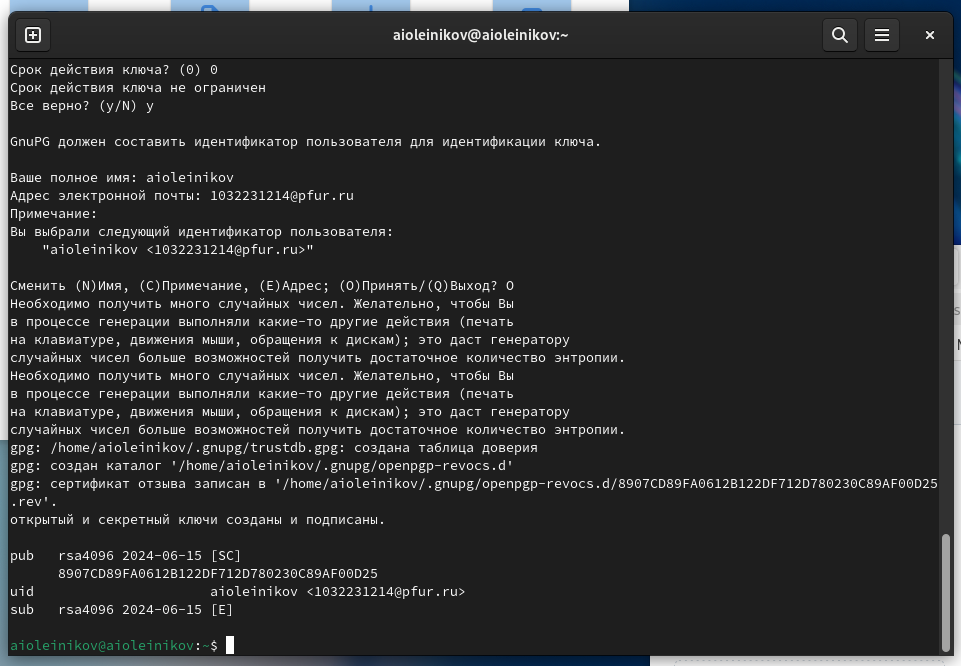 aioleinikov@aioleinikov:~
Срок действия ключа? (0) 0
Срок действия ключа не ограничен
Все верно? (y/N) y
GnuPG должен составить идентификатор пользователя для идентификации ключа.
Ваше полное имя: aioleinikov
Адрес электронной почты: 1032231214@pfur.ru
Примечание:
Вы выбрали следующий идентификатор пользователя:
"aioleinikov <1032231214@pfur.ru>"
Сменить (N)Имя, (C)Примечание, (E)Адрес; (O)Принять/(Q)Выход? O
Необходимо получить много случайных чисел. Желательно, чтобы Вы
в процессе генерации выполняли какие-то другие действия (печать
на клавиатуре, движения мыши, обращения к дискам); это даст генератору
случайных чисел больше возможностей получить достаточное количество энтропии.
Необходимо получить много случайных чисел. Желательно, чтобы Вы
в процессе генерации выполняли какие-то другие действия (печать
на клавиатуре, движения мыши, обращения к дискам); это даст генератору
случайных чисел больше возможностей получить достаточное количество энтропии.
gpg: /home/aioleinikov/.gnupg/trustdb.gpg: создана таблица доверия
gpg: создан каталог '/home/aioleinikov/.gnupg/openpgp-revocs.d'
gpg: сертификат отзыва записан в '/home/aioleinikov/.gnupg/openpgp-revocs.d/8907CD89FA0612B122DF712D780230C89AF00D25
.rev'.
открытый и секретный ключи созданы и подписаны.
pub   rsa4096 2024-06-15 [SC]
8907CD89FA0612B122DF712D780230C89AF00D25
uid                      aioleinikov <1032231214@pfur.ru>
sub   rsa4096 2024-06-15 [E]
aioleinikov@aioleinikov:~$